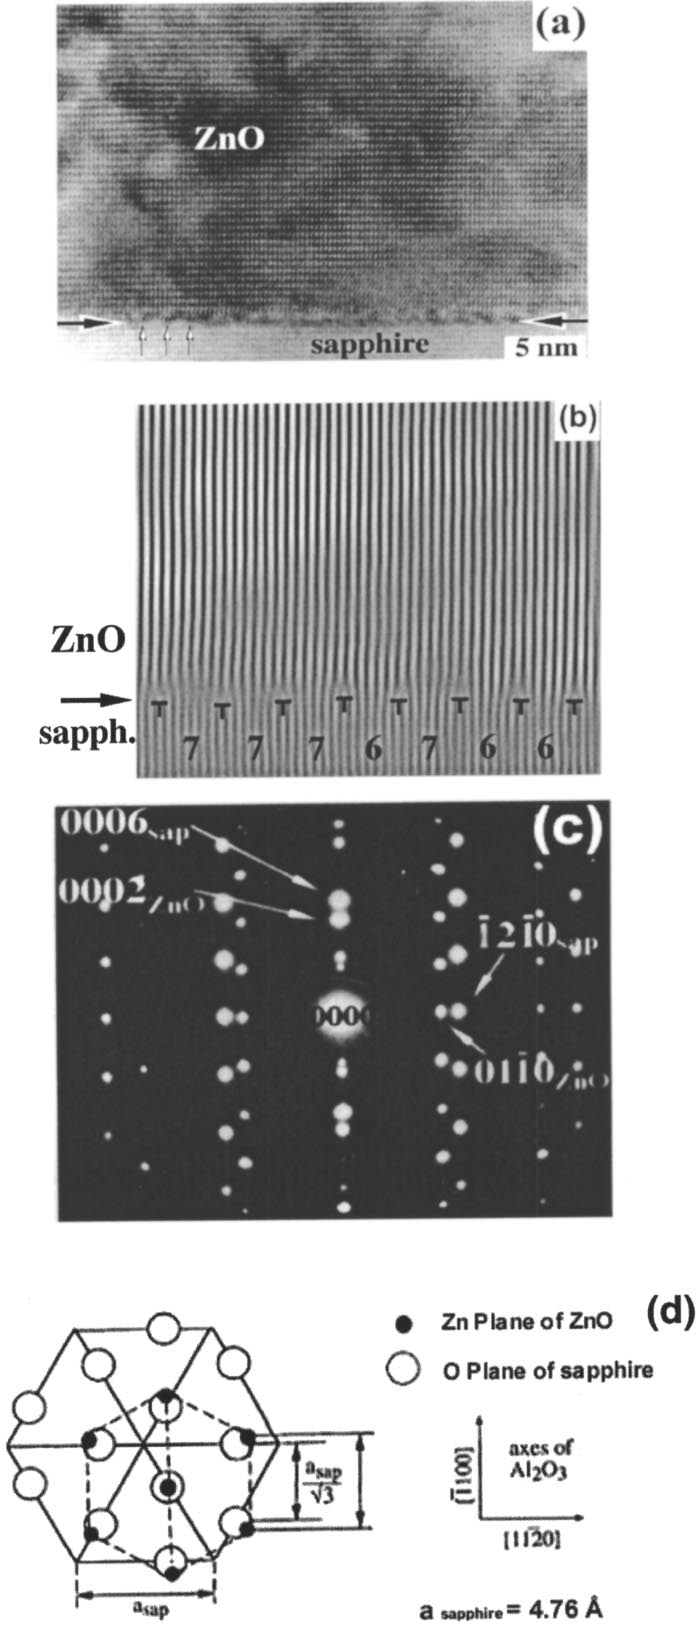 (a)
ZnO
sapphire
5 nm
(b)
ZnO
sapph.
T T T T T T T T
7 7 7 6 7 6 6
(c)
0006sap
0002ZnO
1̄21̄0sap
0000
011̄0ZnO
(d)
Zn Plane of ZnO
O Plane of sapphire
asap
√3
[1̄100]
axes of
Al2O3
[112̄0]
asap
a sapphire = 4.76 Å